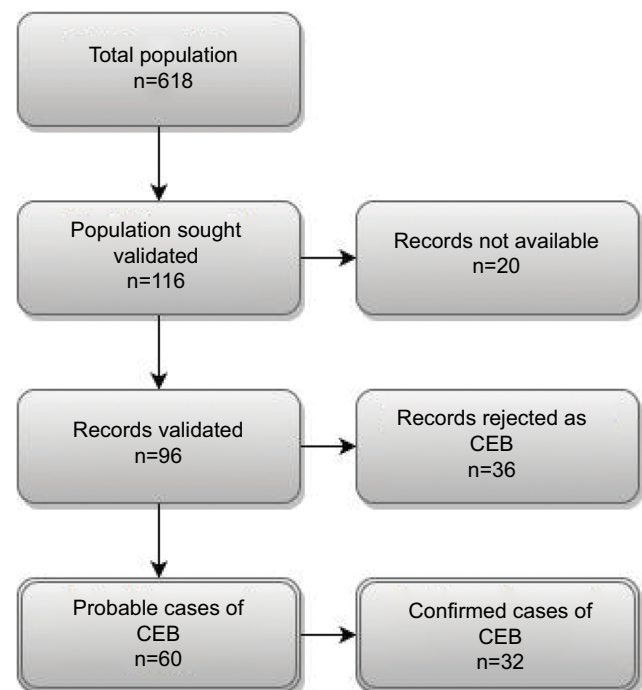 Total population
n=618
Population sought
validated
n=116
Records not available
n=20
Records validated
n=96
Records rejected as
CEB
n=36
Probable cases of
CEB
n=60
Confirmed cases of
CEB
n=32